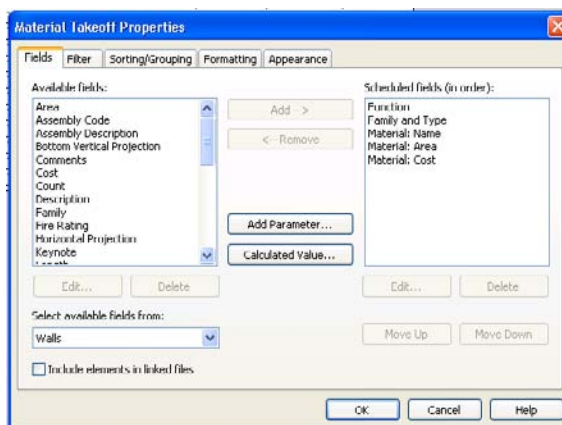 Material Takeoff Properties
Fields Filter Sorting/Grouping Formatting Appearance
Available fields:
Area
Assembly Code
Assembly Description
Bottom Vertical Projection
Comments
Cost
Count
Description
Family
Fire Rating
Horizontal Projection
Keynote
Add -->
<-- Remove
Add Parameter...
Calculated Value...
Scheduled fields (in order):
Function
Family and Type
Material: Name
Material: Area
Material: Cost
Edit... Delete
Edit... Delete
Select available fields from:
Walls
Move Up Move Down
Include elements in linked files
OK Cancel Help